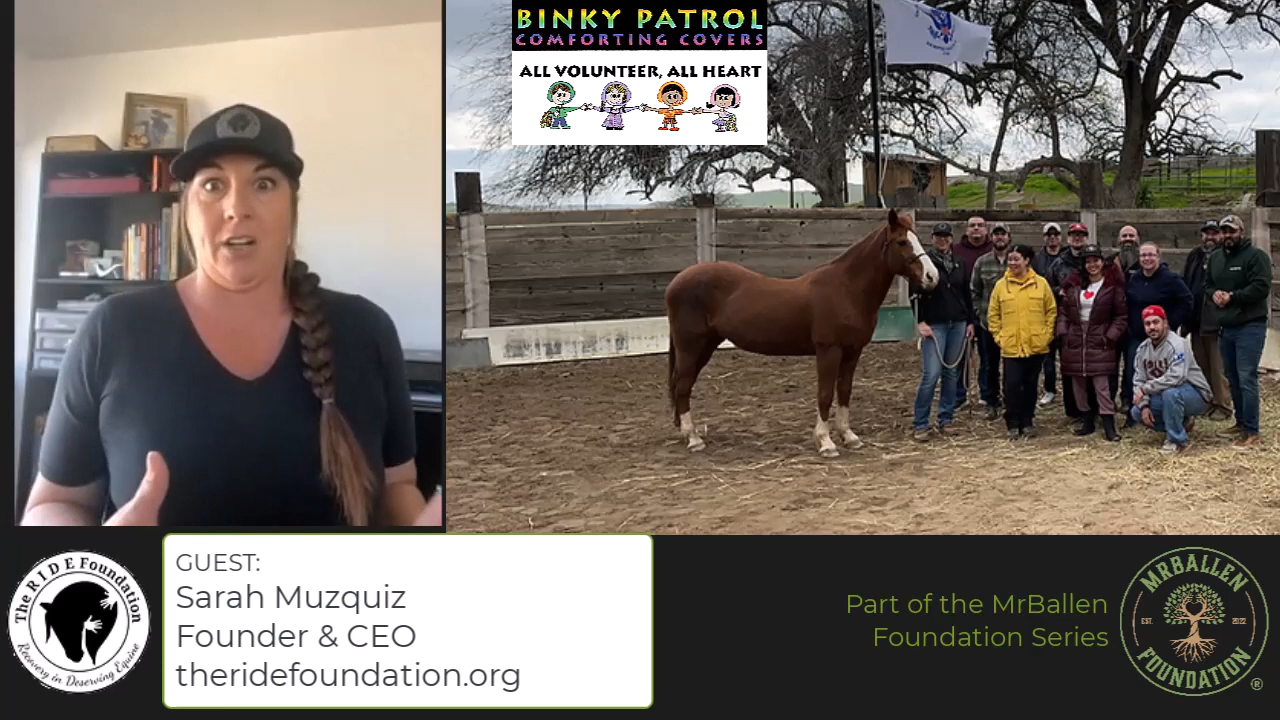 BINKY PATROL
COMFORTING COVERS
ALL VOLUNTEER, ALL HEART
The R I D E Foundation
Recovery in Deserving Equine
GUEST:
Sarah Muzquiz
Founder & CEO
theridefoundation.org
Part of the MrBallen
Foundation Series
MRBALLEN
EST. 2022
FOUNDATION
®